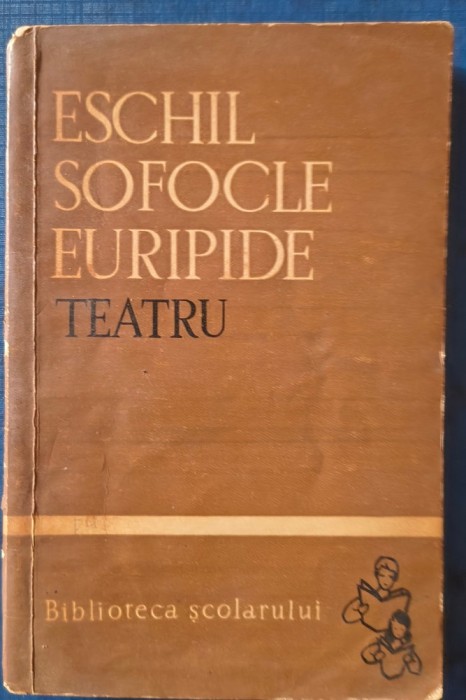 ESCHIL
SOFOCLE
EURIPIDE
TEATRU
Biblioteca școlarului